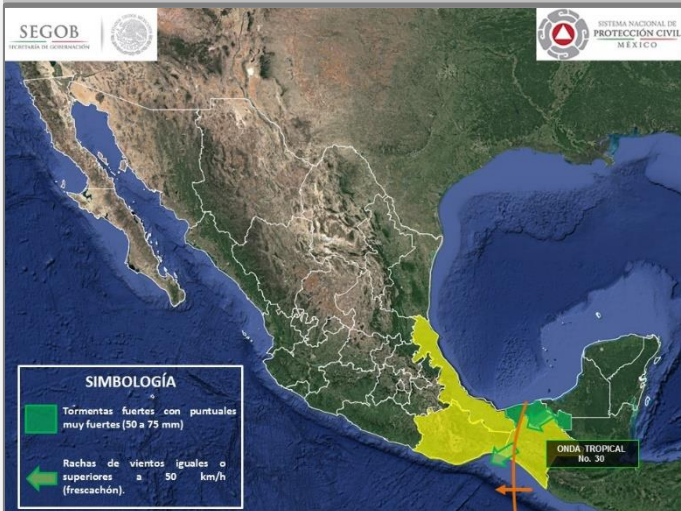 SEGOB
SECRETARÍA DE GOBERNACIÓN
SISTEMA NACIONAL DE
PROTECCIÓN CIVIL
MÉXICO
SIMBOLOGÍA
Tormentas fuertes con puntuales
muy fuertes (50 a 75 mm)
Rachas de vientos iguales o
superiores a 50 km/h
(frescachón).
ONDA TROPICAL
No. 30